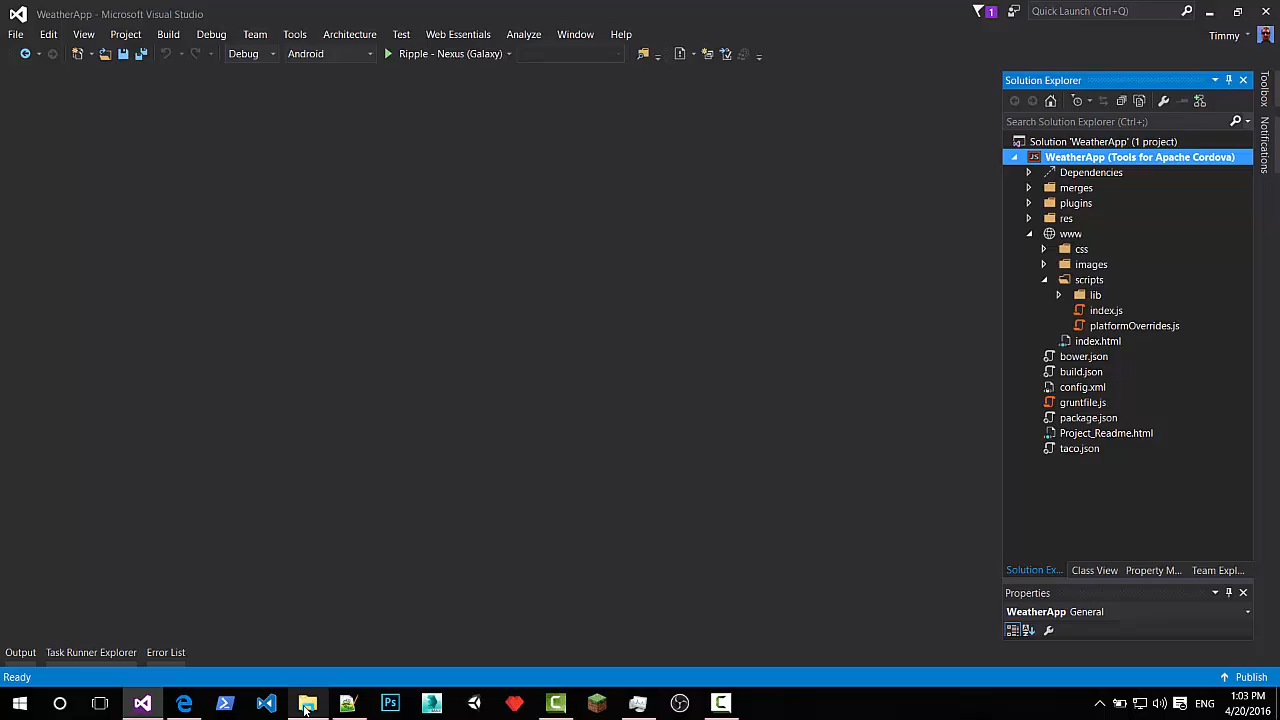 WeatherApp - Microsoft Visual Studio
1
Quick Launch (Ctrl+Q)
File Edit View Project Build Debug Team Tools Architecture Test Web Essentials Analyze Window Help
Timmy
Debug Android Ripple - Nexus (Galaxy)
Solution Explorer
Search Solution Explorer (Ctrl+;)
Solution 'WeatherApp' (1 project)
JS WeatherApp (Tools for Apache Cordova)
Dependencies
merges
plugins
res
www
css
images
scripts
lib
index.js
platformOverrides.js
index.html
bower.json
build.json
config.xml
gruntfile.js
package.json
Project_Readme.html
taco.json
Solution Ex... Class View Property M... Team Expl...
Properties
WeatherApp General
Toolbox
Notifications
Output Task Runner Explorer Error List
Ready
Publish
Ps
1:03 PM
ENG
4/20/2016